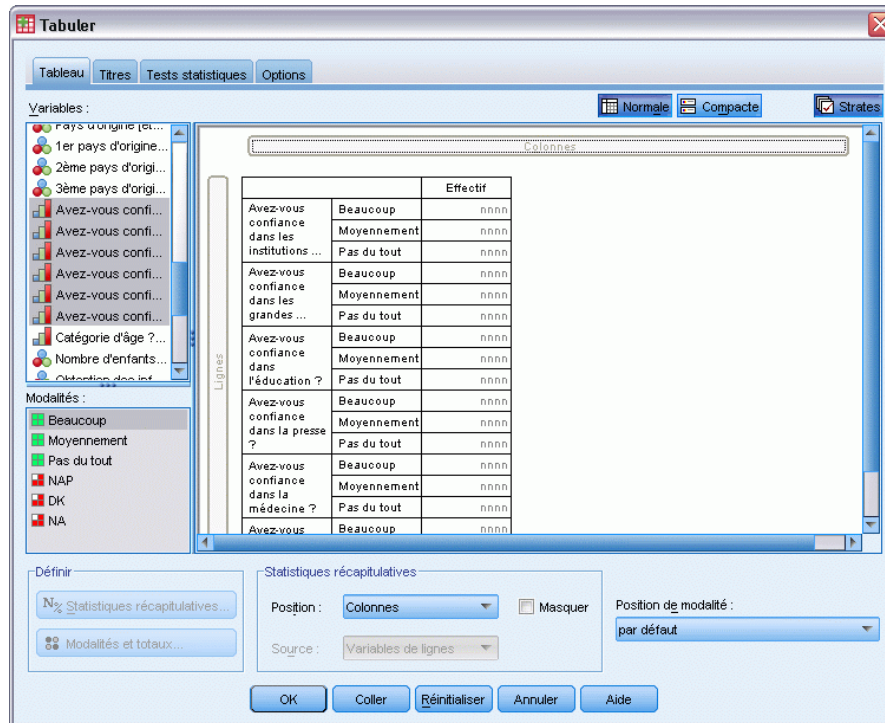 Tabuler
Tableau Titres Tests statistiques Options
Variables :
Normale Compacte Strates
Pays d'origine [et...
1er pays d'origine...
2ème pays d'origi...
3ème pays d'origi...
Avez-vous confi...
Avez-vous confi...
Avez-vous confi...
Avez-vous confi...
Avez-vous confi...
Avez-vous confi...
Catégorie d'âge ?...
Nombre d'enfants...
Obtention des inf...
Modalités :
Beaucoup
Moyennement
Pas du tout
NAP
DK
NA
Colonnes
Lignes
Effectif
Avez-vous
confiance
dans les
institutions ...
Beaucoup nnnn
Moyennement nnnn
Pas du tout nnnn
Avez-vous
confiance
dans les
grandes ...
Beaucoup nnnn
Moyennement nnnn
Pas du tout nnnn
Avez-vous
confiance
dans
l'éducation ?
Beaucoup nnnn
Moyennement nnnn
Pas du tout nnnn
Avez-vous
confiance
dans la presse
?
Beaucoup nnnn
Moyennement nnnn
Pas du tout nnnn
Avez-vous
confiance
dans la
médecine ?
Beaucoup nnnn
Moyennement nnnn
Pas du tout nnnn
Avez-vous
Beaucoup nnnn
Définir
N% Statistiques récapitulatives...
Modalités et totaux...
Statistiques récapitulatives
Position : Colonnes Masquer
Source : Variables de lignes
Position de modalité :
par défaut
OK Coller Réinitialiser Annuler Aide